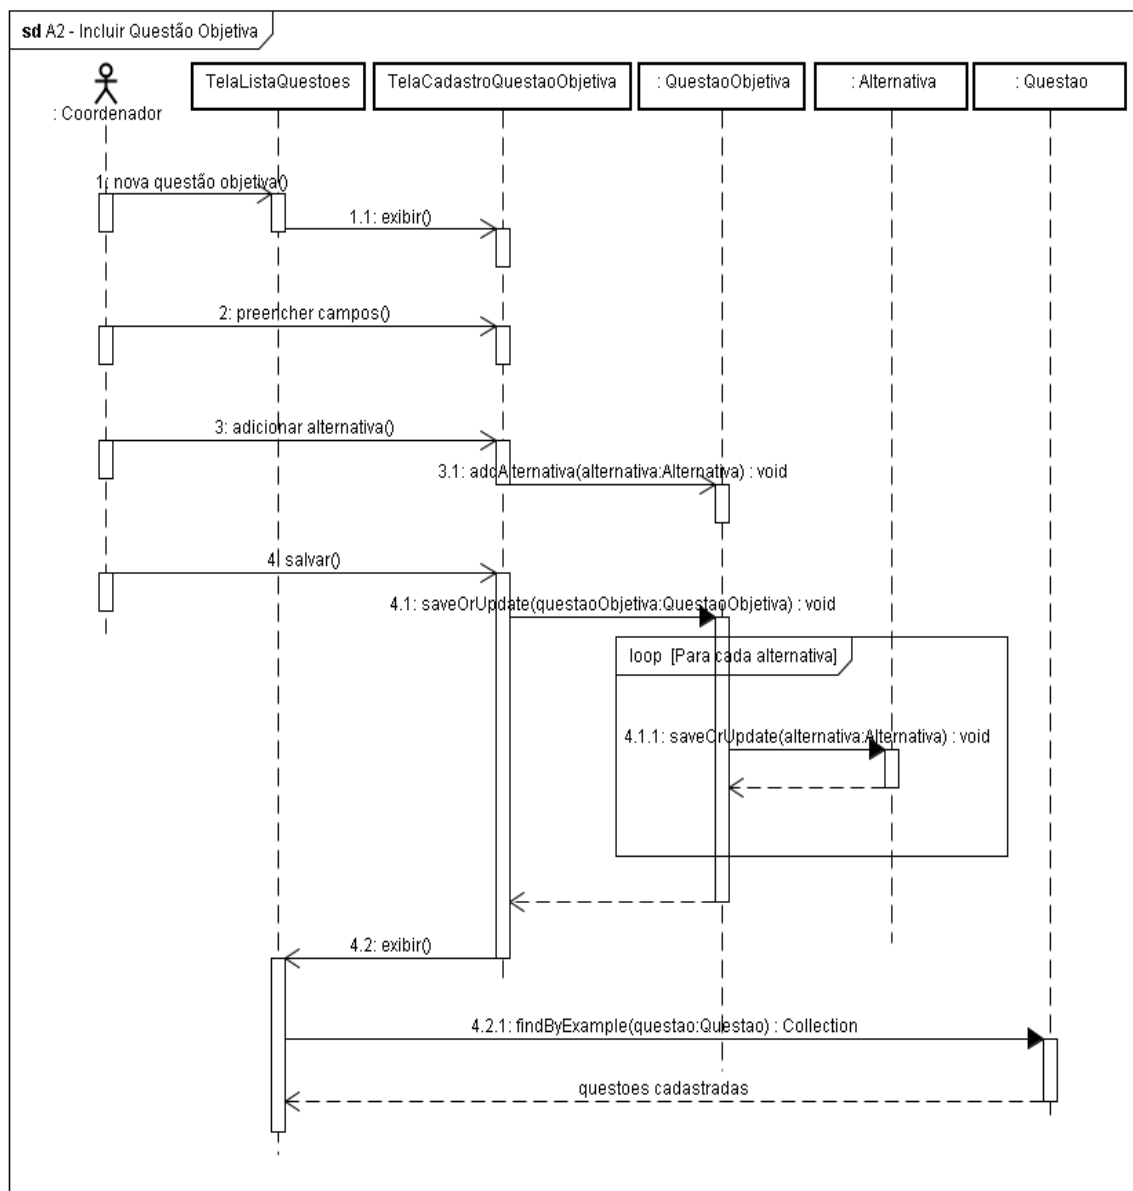 sd A2 - Incluir Questão Objetiva
TelaListaQuestoes
TelaCadastroQuestaoObjetiva
: QuestaoObjetiva
: Alternativa
: Questao
: Coordenador
1: nova questão objetiva()
1.1: exibir()
2: preencher campos()
3: adicionar alternativa()
3.1: addAlternativa(alternativa:Alternativa) : void
4: salvar()
4.1: saveOrUpdate(questaoObjetiva:QuestaoObjetiva) : void
loop [Para cada alternativa]
4.1.1: saveOrUpdate(alternativa:Alternativa) : void
4.2: exibir()
4.2.1: findByExample(questao:Questao) : Collection
questoes cadastradas